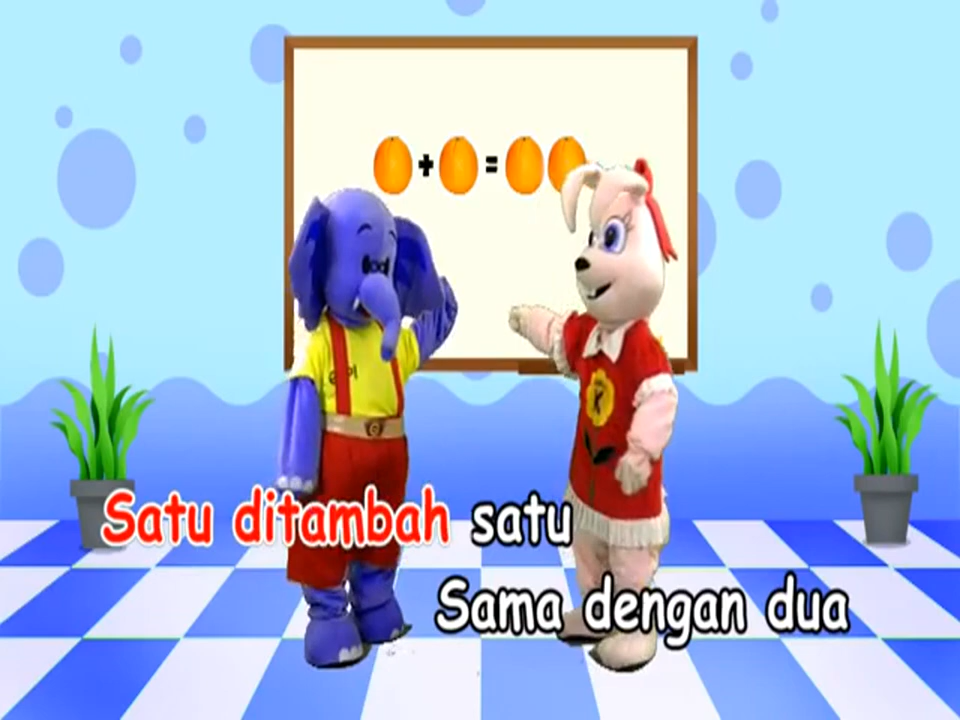 + =
Satu ditambah satu
Sama dengan dua